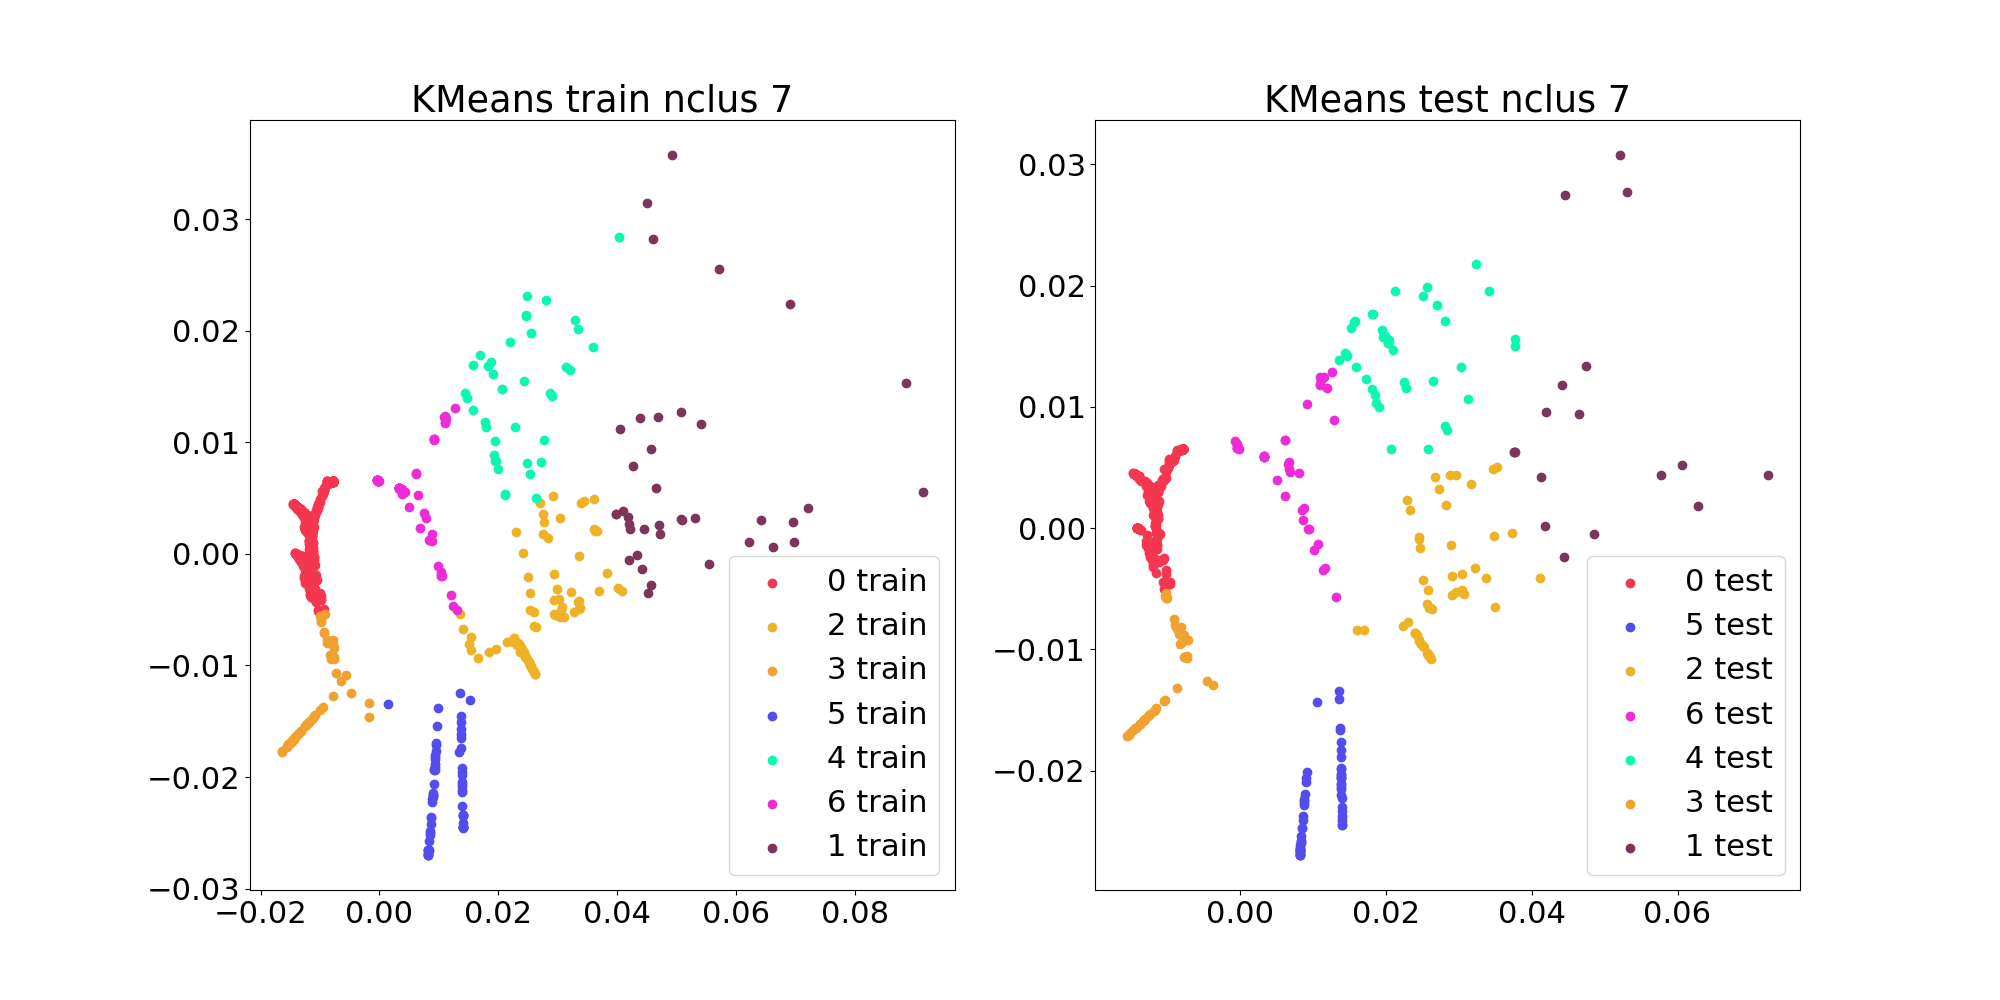 KMeans train nclus 7
0.03
0.02
0.01
0.00
−0.01
−0.02
−0.03
−0.02 0.00 0.02 0.04 0.06 0.08
0 train
2 train
3 train
5 train
4 train
6 train
1 train
KMeans test nclus 7
0.03
0.02
0.01
0.00
−0.01
−0.02
0.00 0.02 0.04 0.06
0 test
5 test
2 test
6 test
4 test
3 test
1 test